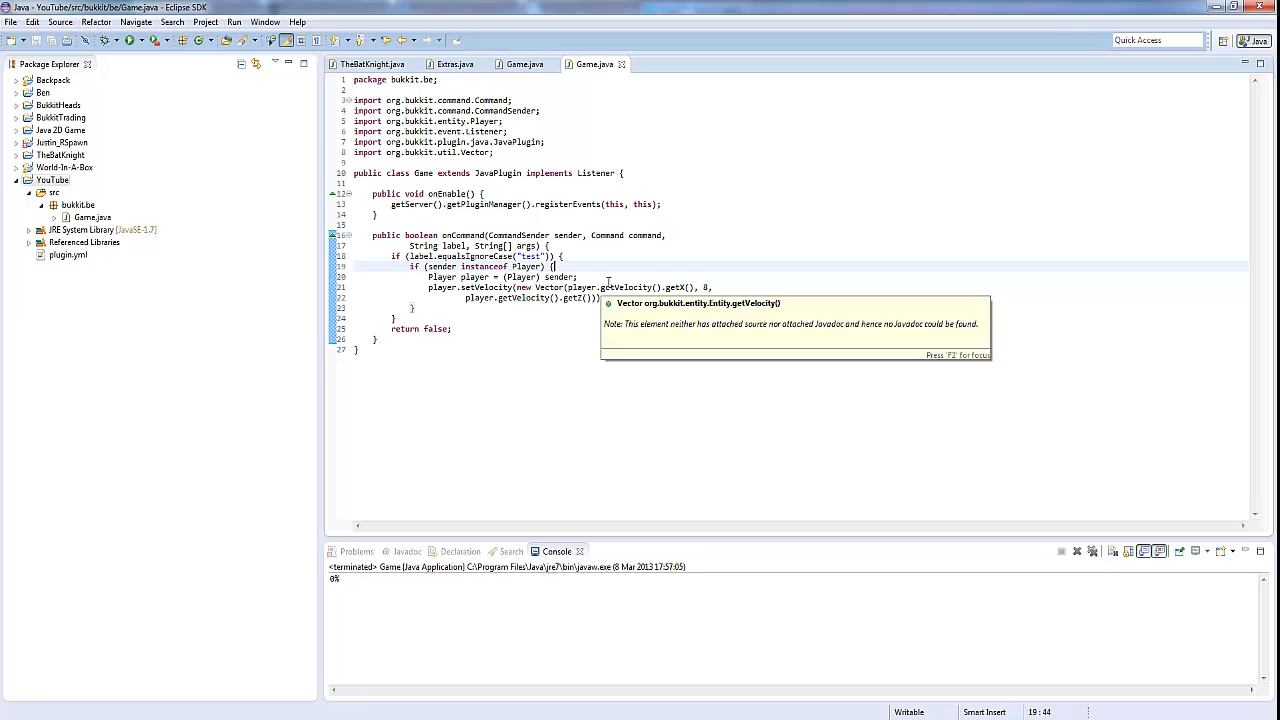 Java - YouTube/src/bukkit/be/Game.java - Eclipse SDK
File Edit Source Refactor Navigate Search Project Run Window Help
Quick Access
Java
Package Explorer
Backpack
Ben
BukkitHeads
BukkitTrading
Java 2D Game
Justin_RSpawn
TheBatKnight
World-In-A-Box
YouTube
src
bukkit.be
Game.java
JRE System Library [JavaSE-1.7]
Referenced Libraries
plugin.yml
TheBatKnight.java Extras.java Game.java Game.java
1 package bukkit.be;
2
3 import org.bukkit.command.Command;
4 import org.bukkit.command.CommandSender;
5 import org.bukkit.entity.Player;
6 import org.bukkit.event.Listener;
7 import org.bukkit.plugin.java.JavaPlugin;
8 import org.bukkit.util.Vector;
9
10 public class Game extends JavaPlugin implements Listener {
11
12 public void onEnable() {
13 getServer().getPluginManager().registerEvents(this, this);
14 }
15
16 public boolean onCommand(CommandSender sender, Command command,
17 String label, String[] args) {
18 if (label.equalsIgnoreCase("test")) {
19 if (sender instanceof Player) {
20 Player player = (Player) sender;
21 player.setVelocity(new Vector(player.getVelocity().getX(), 8,
22 player.getVelocity().getZ()))
23 }
24 }
25 return false;
26 }
27 }
Vector org.bukkit.entity.Entity.getVelocity()
Note: This element neither has attached source nor attached Javadoc and hence no Javadoc could be found.
Press 'F2' for focus
Problems Javadoc Declaration Search Console
<terminated> Game [Java Application] C:\Program Files\Java\jre7\bin\javaw.exe (8 Mar 2013 17:57:05)
0%
Writable Smart Insert 19 : 44